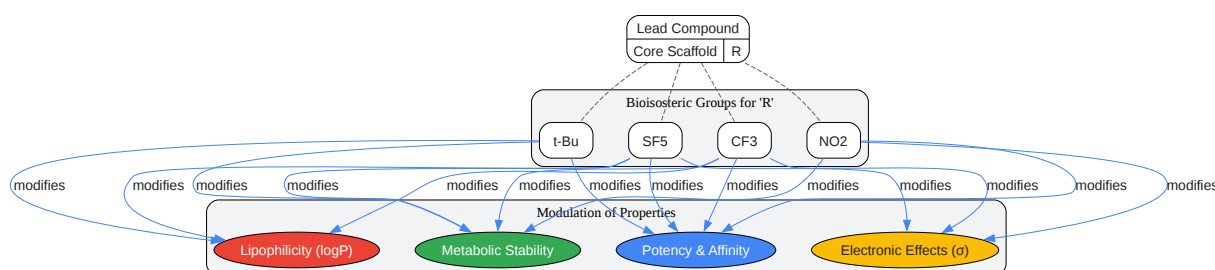 Lead Compound
Core Scaffold R
Bioisosteric Groups for 'R'
t-Bu SF5 CF3 NO2
modifies modifies modifies modifies modifies modifies modifies modifies modifies modifies modifies modifies modifies modifies
Modulation of Properties
Lipophilicity (logP) Metabolic Stability Potency & Affinity Electronic Effects (σ)